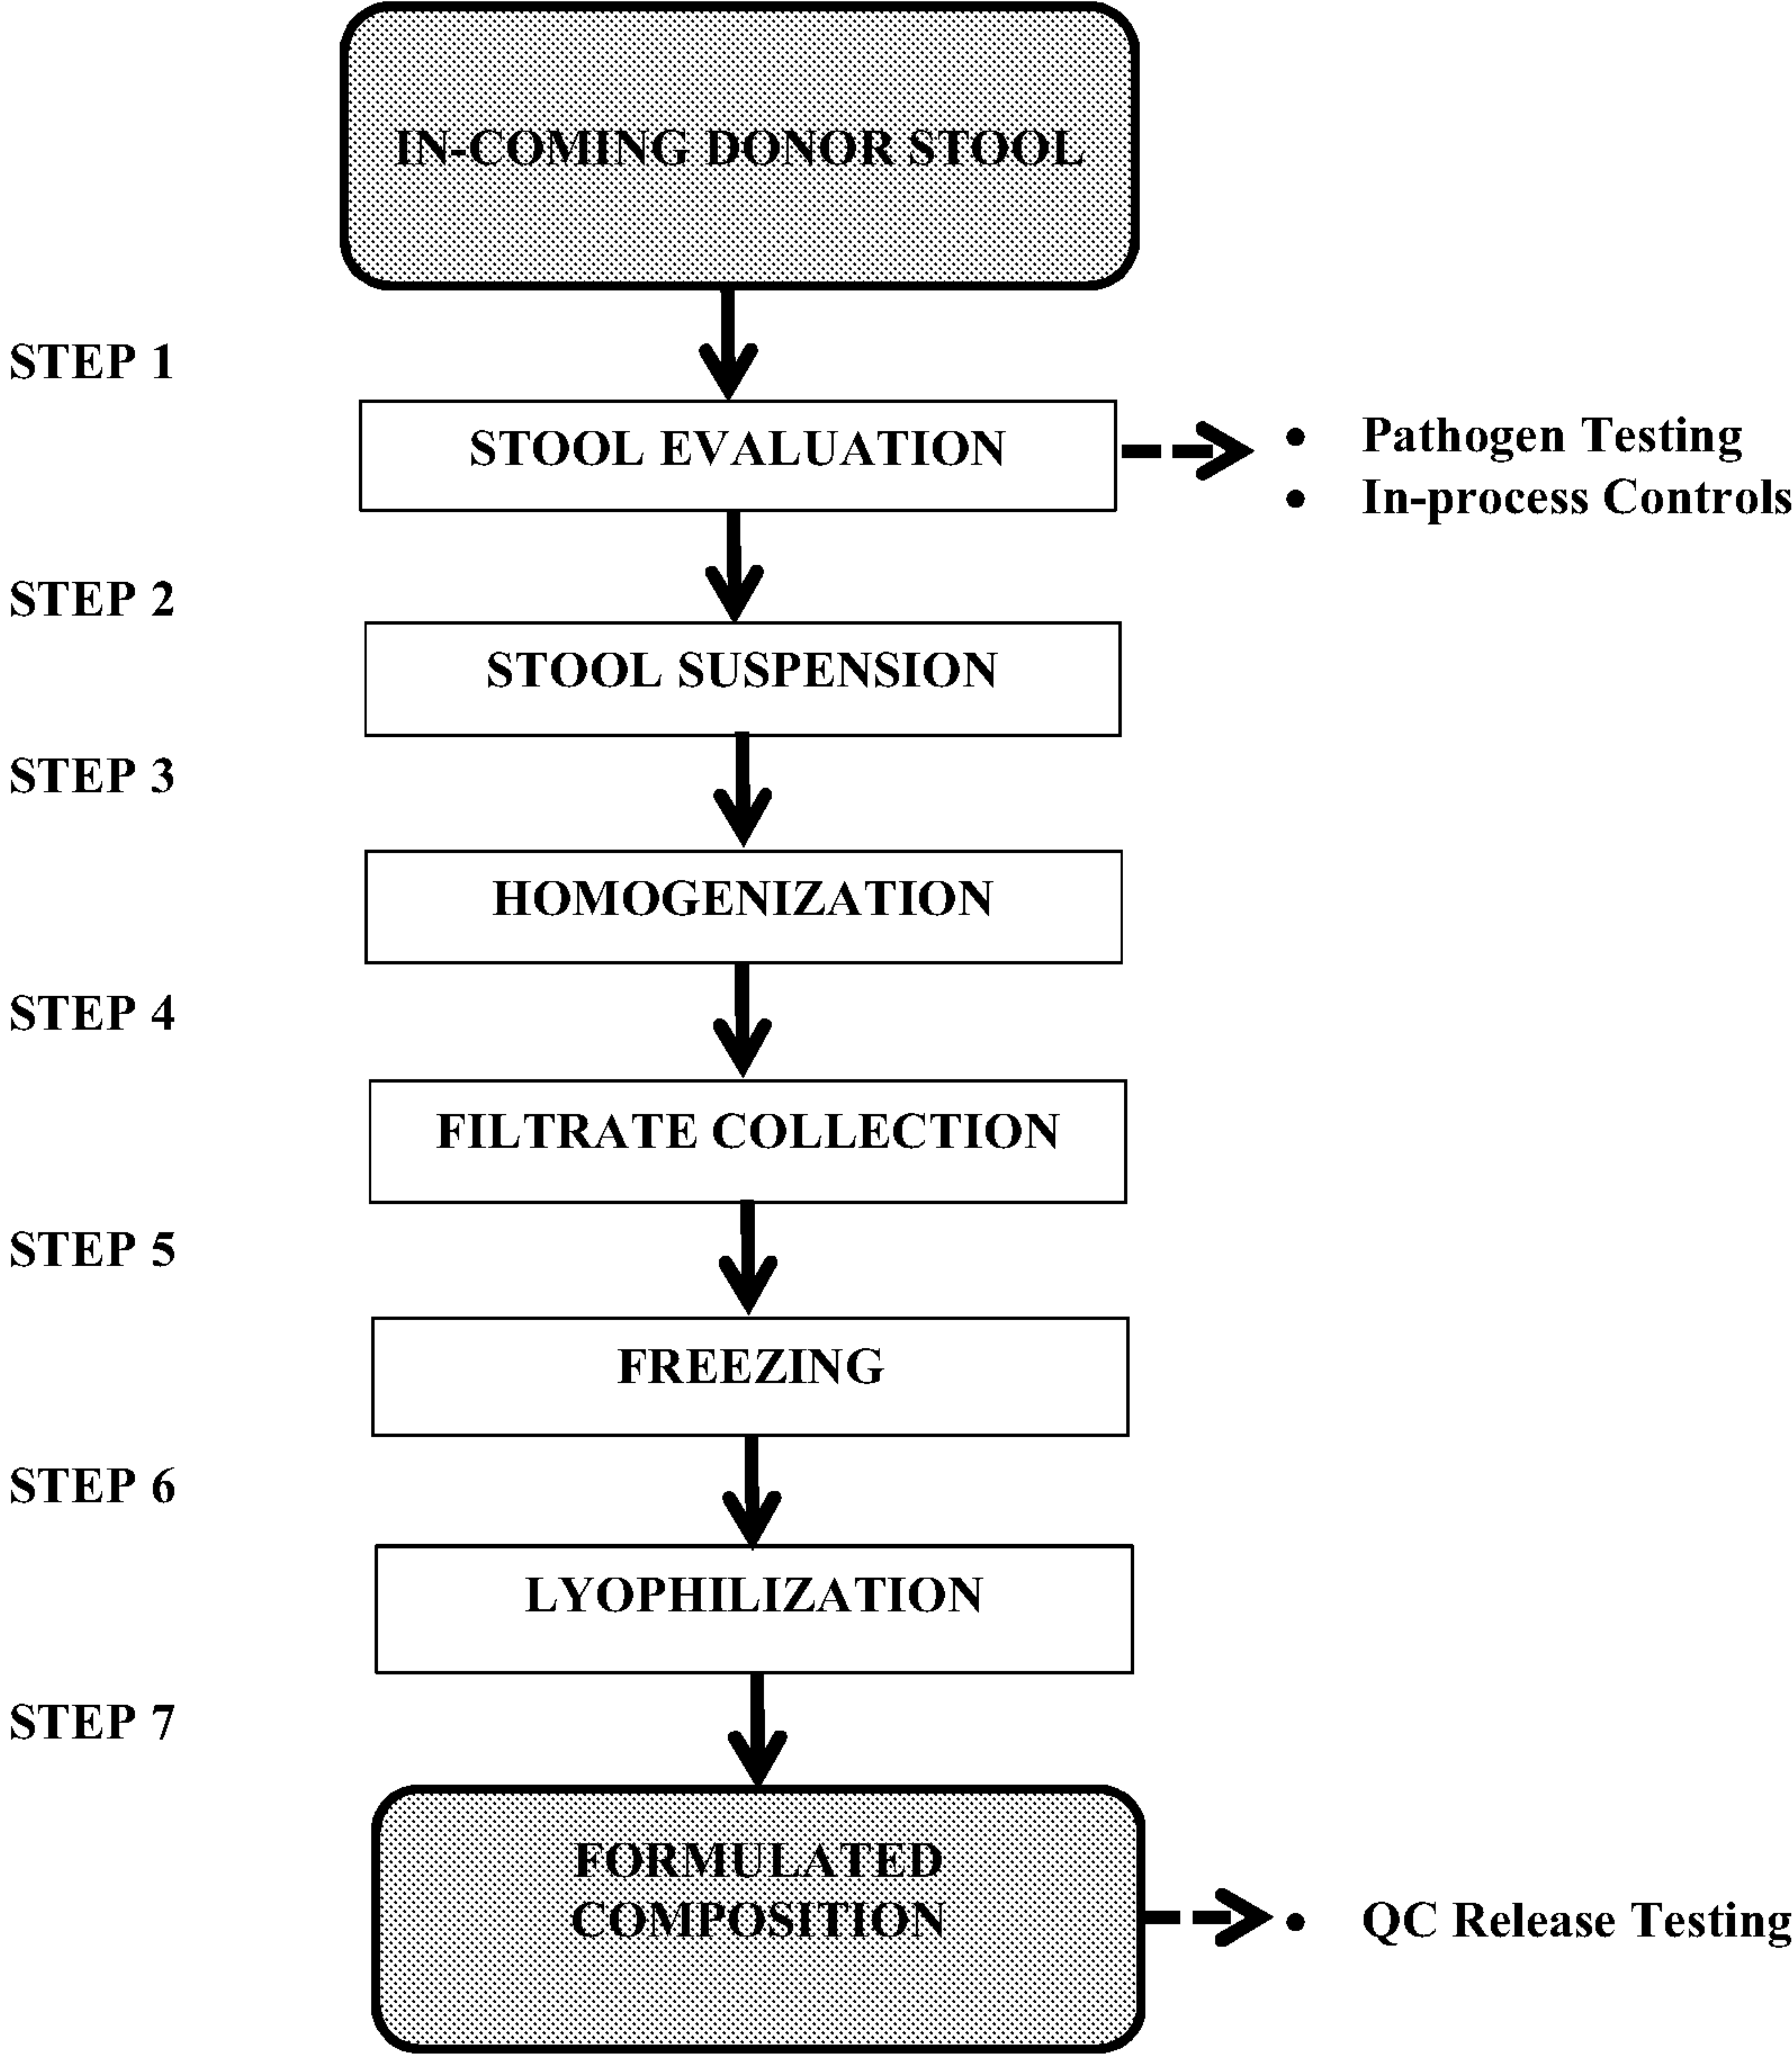 IN-COMING DONOR STOOL
STEP 1
STOOL EVALUATION
• Pathogen Testing
• In-process Controls
STEP 2
STOOL SUSPENSION
STEP 3
HOMOGENIZATION
STEP 4
FILTRATE COLLECTION
STEP 5
FREEZING
STEP 6
LYOPHILIZATION
STEP 7
FORMULATED
COMPOSITION
• QC Release Testing